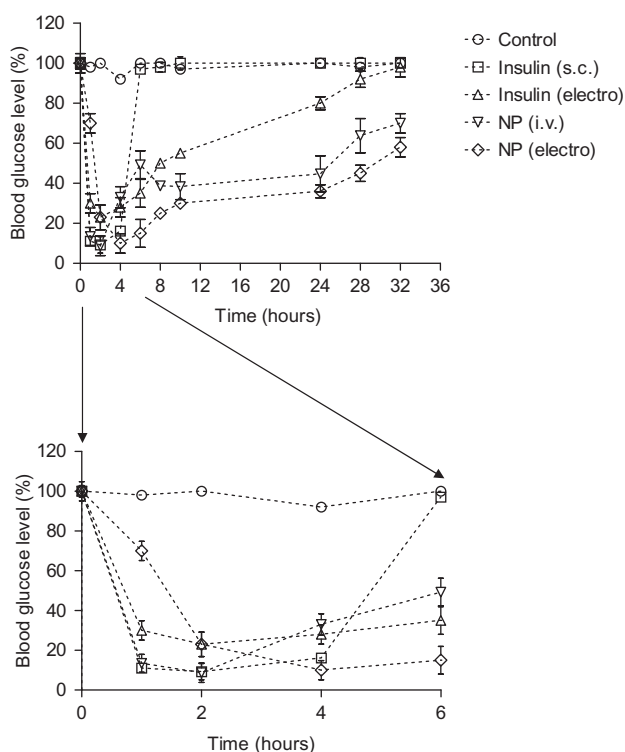 120
100
80
60
40
20
0
Blood glucose level (%)
0 4 8 12 16 20 24 28 32 36
Time (hours)
Control
Insulin (s.c.)
Insulin (electro)
NP (i.v.)
NP (electro)
120
100
80
60
40
20
0
Blood glucose level (%)
0 2 4 6
Time (hours)